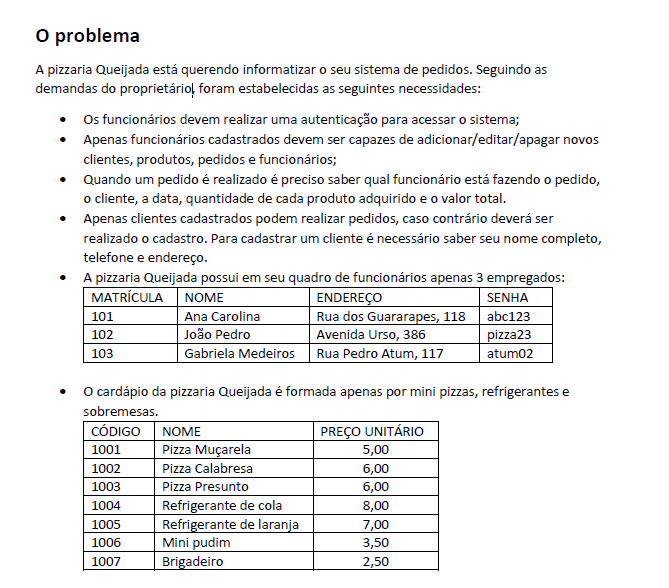 O problema
A pizzaria Queijada está querendo informatizar o seu sistema de pedidos. Seguindo as
demandas do proprietário, foram estabelecidas as seguintes necessidades:
• Os funcionários devem realizar uma autenticação para acessar o sistema;
• Apenas funcionários cadastrados devem ser capazes de adicionar/editar/apagar novos
clientes, produtos, pedidos e funcionários;
• Quando um pedido é realizado é preciso saber qual funcionário está fazendo o pedido,
o cliente, a data, quantidade de cada produto adquirido e o valor total.
• Apenas clientes cadastrados podem realizar pedidos, caso contrário deverá ser
realizado o cadastro. Para cadastrar um cliente é necessário saber seu nome completo,
telefone e endereço.
• A pizzaria Queijada possui em seu quadro de funcionários apenas 3 empregados:
MATRÍCULA NOME ENDEREÇO SENHA
101 Ana Carolina Rua dos Guararapes, 118 abc123
102 João Pedro Avenida Urso, 386 pizza23
103 Gabriela Medeiros Rua Pedro Atum, 117 atum02
• O cardápio da pizzaria Queijada é formada apenas por mini pizzas, refrigerantes e
sobremesas.
CÓDIGO NOME PREÇO UNITÁRIO
1001 Pizza Muçarela 5,00
1002 Pizza Calabresa 6,00
1003 Pizza Presunto 6,00
1004 Refrigerante de cola 8,00
1005 Refrigerante de laranja 7,00
1006 Mini pudim 3,50
1007 Brigadeiro 2,50